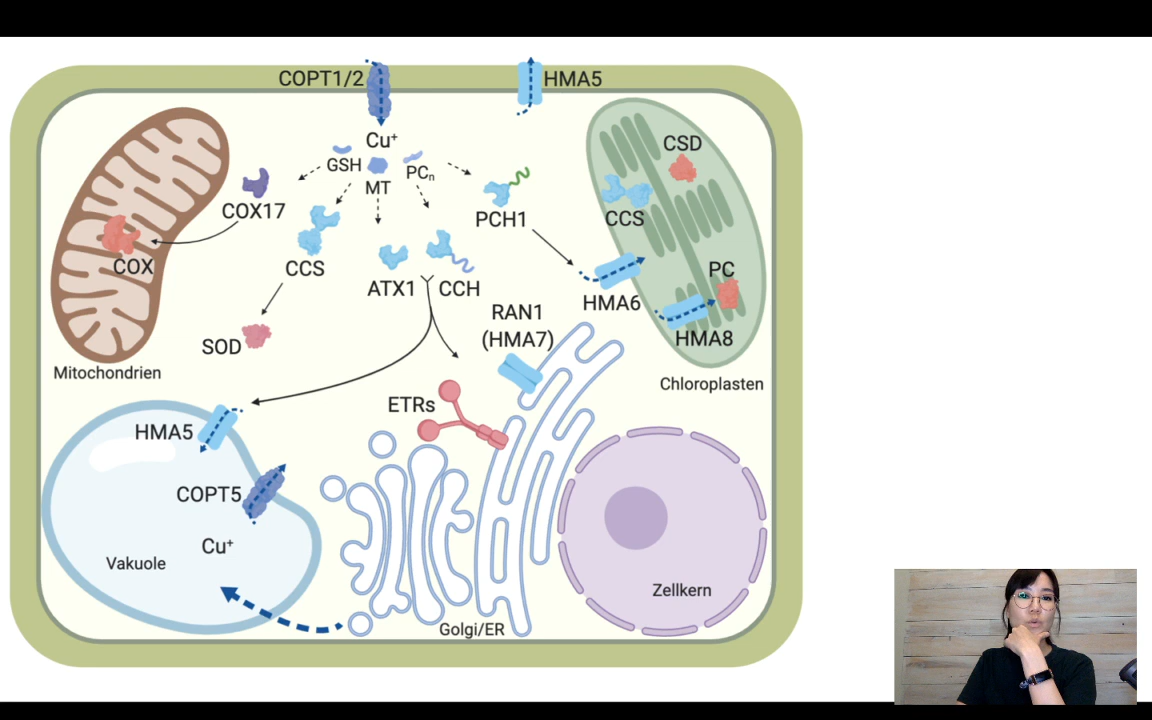 COPT1/2
HMA5
Cu⁺
GSH
MT
PCₙ
COX17
COX
CCS
SOD
Mitochondrien
ATX1
CCH
PCH1
CSD
CCS
HMA6
PC
HMA8
Chloroplasten
RAN1
(HMA7)
ETRs
HMA5
COPT5
Cu⁺
Vakuole
Golgi/ER
Zellkern